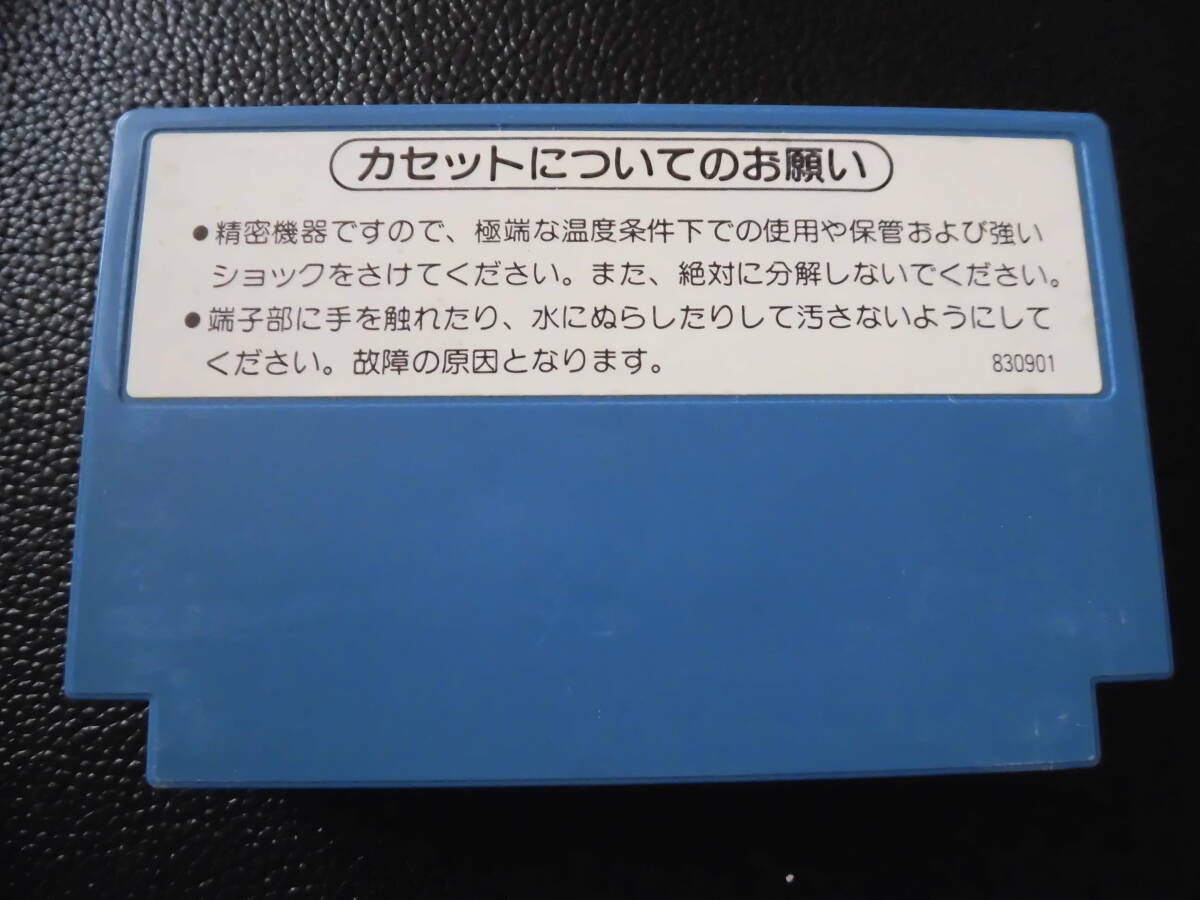 カセットについてのお願い
●精密機器ですので、極端な温度条件下での使用や保管および強い
ショックをさけてください。また、絶対に分解しないでください。
●端子部に手を触れたり、水にぬらしたりして汚さないようにして
ください。故障の原因となります。
830901